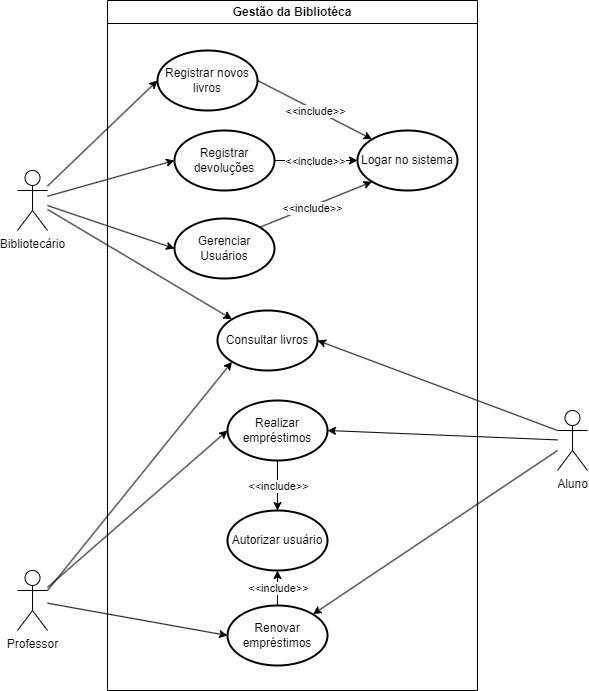 Gestão da Bibliotéca
Registrar novos
livros
<<include>>
Registrar
devoluções
<<include>>
Logar no sistema
<<include>>
Bibliotecário
Gerenciar
Usuários
Consultar livros
Realizar
empréstimos
<<include>>
Aluno
Autorizar usuário
<<include>>
Renovar
empréstimos
Professor